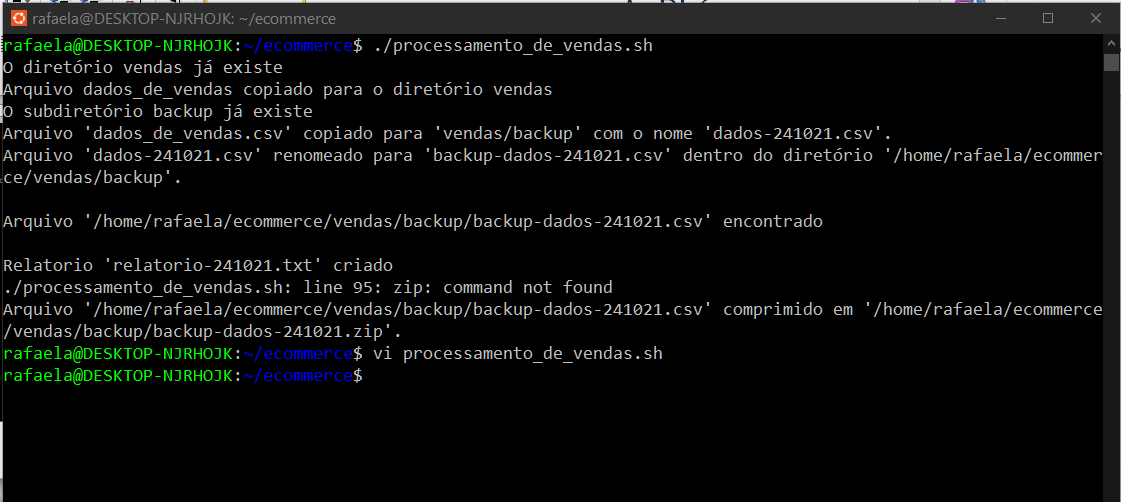 rafaela@DESKTOP-NJRHOJK: ~/ecommerce
rafaela@DESKTOP-NJRHOJK:~/ecommerce$ ./processamento_de_vendas.sh
O diretório vendas já existe
Arquivo dados_de_vendas copiado para o diretório vendas
O subdiretório backup já existe
Arquivo 'dados_de_vendas.csv' copiado para 'vendas/backup' com o nome 'dados-241021.csv'.
Arquivo 'dados-241021.csv' renomeado para 'backup-dados-241021.csv' dentro do diretório '/home/rafaela/ecommer
ce/vendas/backup'.
Arquivo '/home/rafaela/ecommerce/vendas/backup/backup-dados-241021.csv' encontrado
Relatorio 'relatorio-241021.txt' criado
./processamento_de_vendas.sh: line 95: zip: command not found
Arquivo '/home/rafaela/ecommerce/vendas/backup/backup-dados-241021.csv' comprimido em '/home/rafaela/ecommerce
/vendas/backup/backup-dados-241021.zip'.
rafaela@DESKTOP-NJRHOJK:~/ecommerce$ vi processamento_de_vendas.sh
rafaela@DESKTOP-NJRHOJK:~/ecommerce$